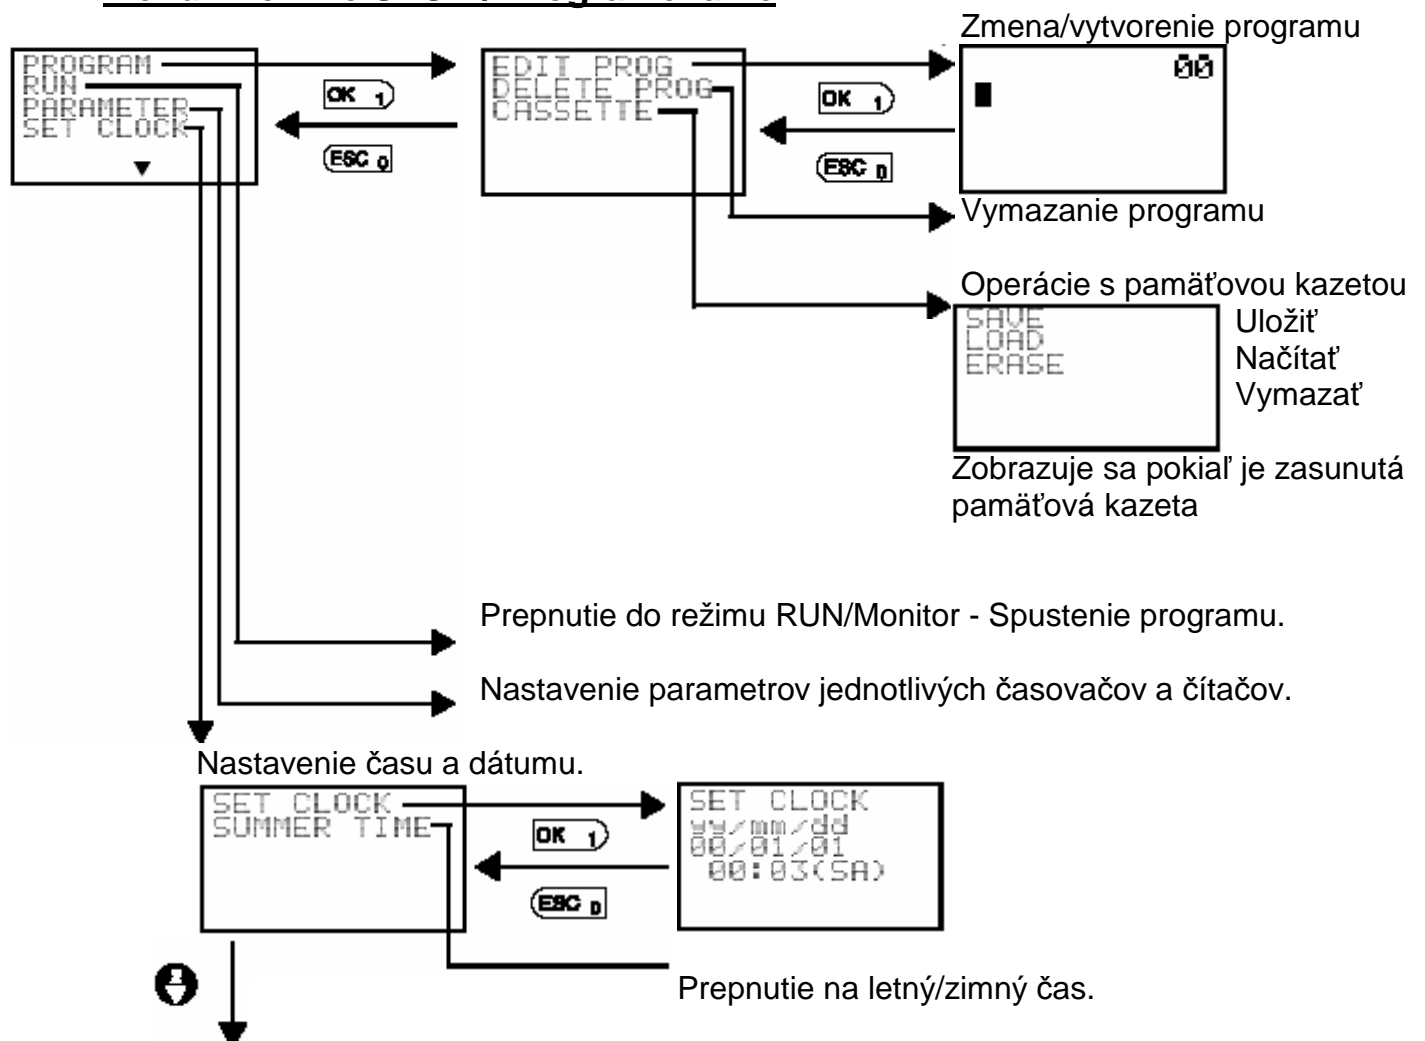 Zmena/vytvorenie programu
PROGRAM
RUN
PARAMETER
SET CLOCK
OK 1
ESC 0
EDIT PROG
DELETE PROG
CASSETTE
OK 1
ESC 0
00
Vymazanie programu
Operácie s pamäťovou kazetou
SAVE Uložiť
LOAD Načítať
ERASE Vymazať
Zobrazuje sa pokiaľ je zasunutá
pamäťová kazeta
Prepnutie do režimu RUN/Monitor - Spustenie programu.
Nastavenie parametrov jednotlivých časovačov a čítačov.
Nastavenie času a dátumu.
SET CLOCK
SUMMER TIME
OK 1
ESC 0
SET CLOCK
yy/mm/dd
00/01/01
00:03(SA)
Prepnutie na letný/zimný čas.